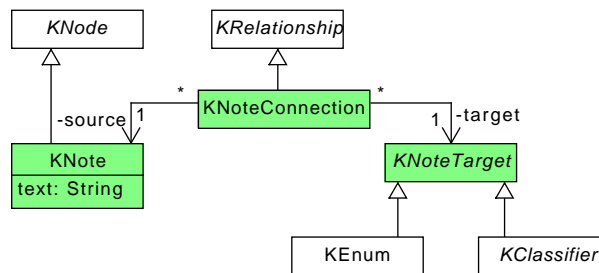 KNode
KRelationship
*
KNoteConnection
*
-source
1
1
-target
KNote
text: String
KNoteTarget
KEnum
KClassifier